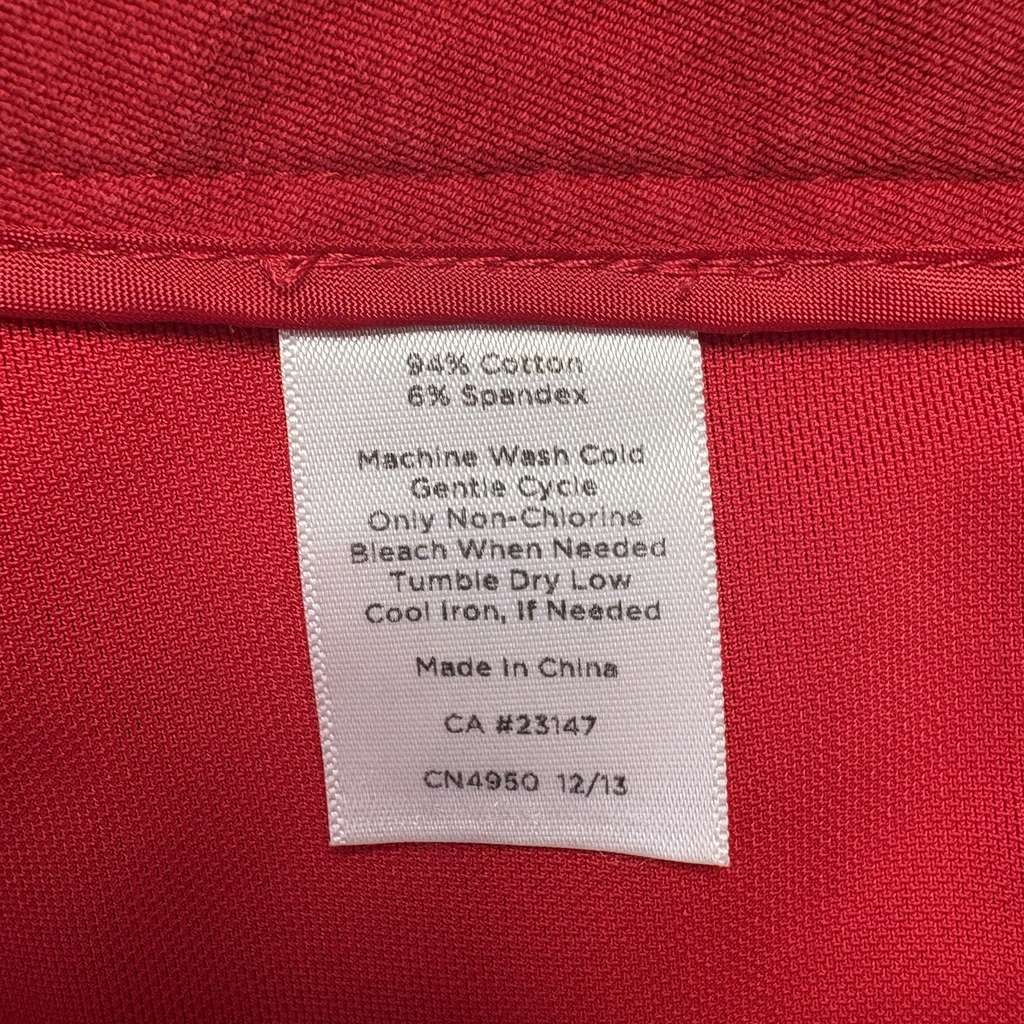 94% Cotton
6% Spandex
Machine Wash Cold
Gentle Cycle
Only Non-Chlorine
Bleach When Needed
Tumble Dry Low
Cool Iron, If Needed
Made In China
CA #23147
CN4950 12/13